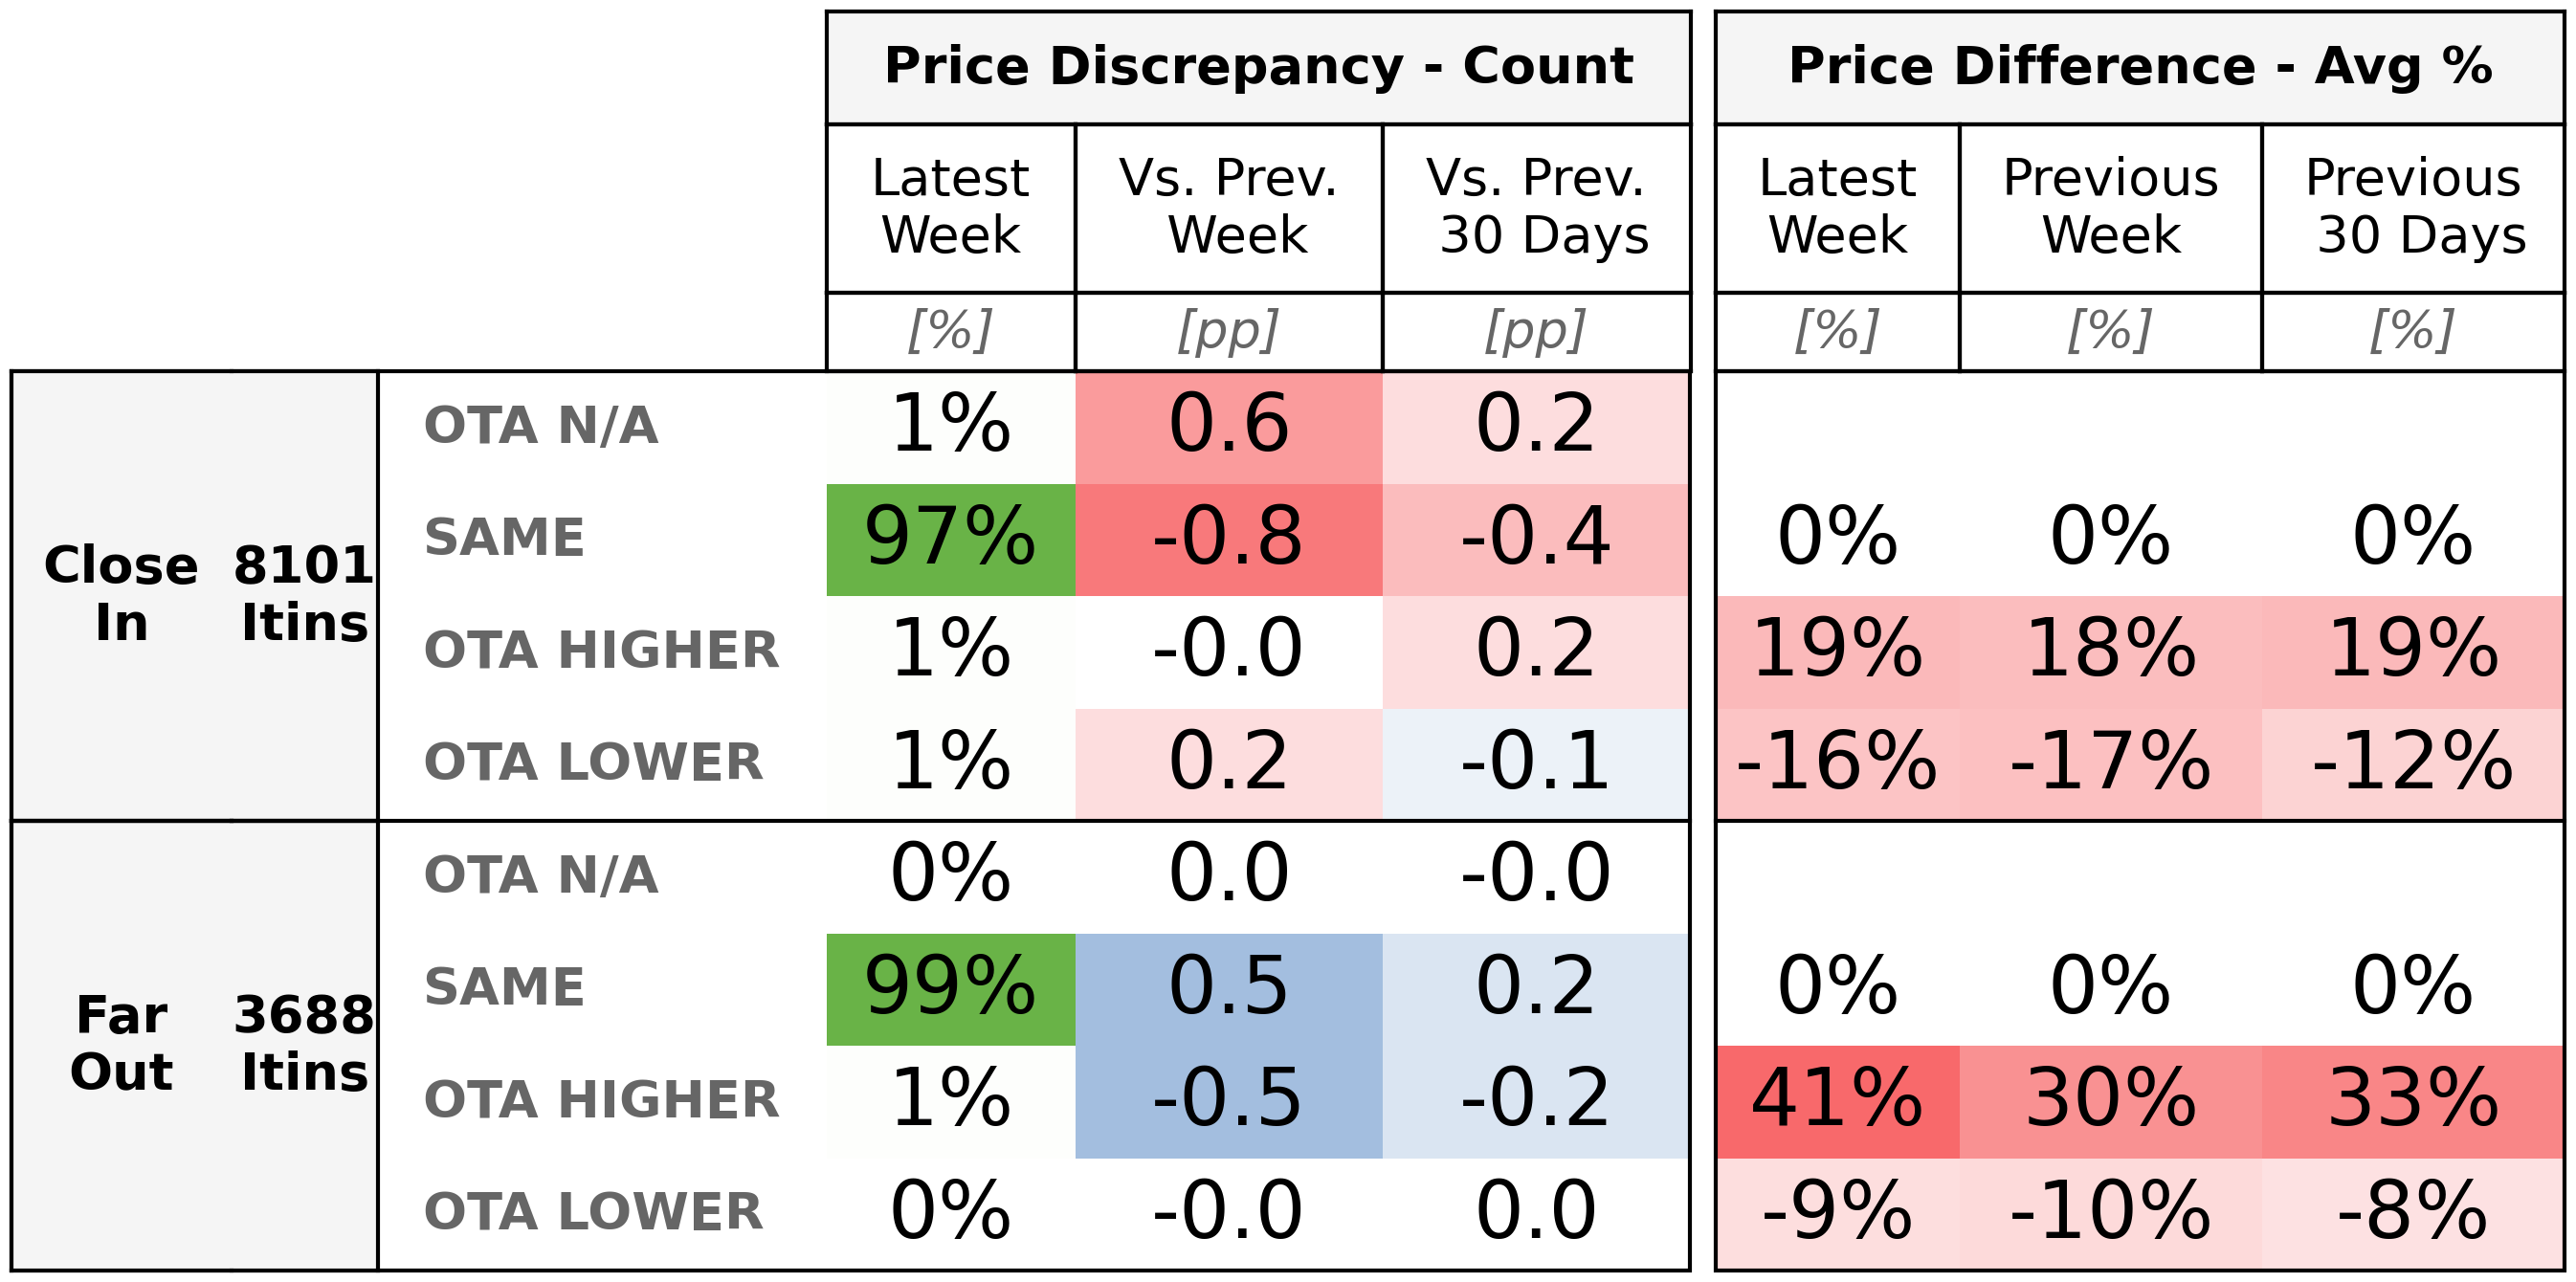 Price Discrepancy - Count
Price Difference - Avg %
Latest Week
Vs. Prev. Week
Vs. Prev. 30 Days
Latest Week
Previous Week
Previous 30 Days
[%] [pp] [pp] [%] [%] [%]
Close In
8101 Itins
OTA N/A 1% 0.6 0.2
SAME 97% -0.8 -0.4 0% 0% 0%
OTA HIGHER 1% -0.0 0.2 19% 18% 19%
OTA LOWER 1% 0.2 -0.1 -16% -17% -12%
Far Out
3688 Itins
OTA N/A 0% 0.0 -0.0
SAME 99% 0.5 0.2 0% 0% 0%
OTA HIGHER 1% -0.5 -0.2 41% 30% 33%
OTA LOWER 0% -0.0 0.0 -9% -10% -8%